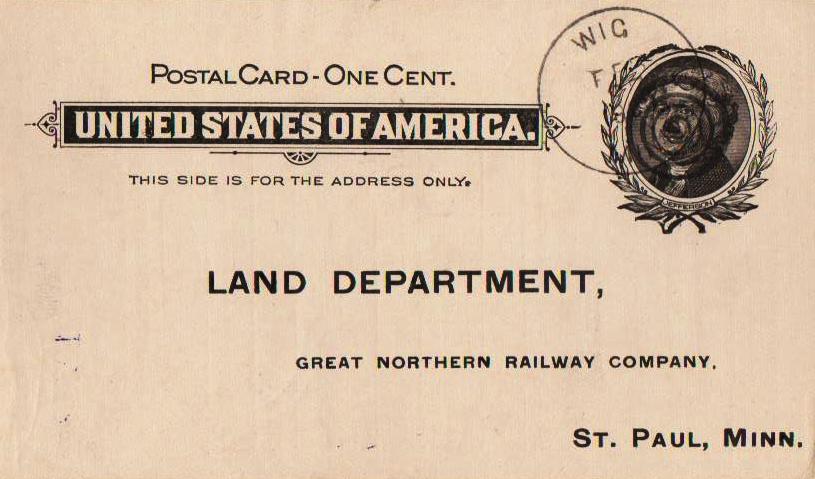 POSTAL CARD - ONE CENT.
UNITED STATES OF AMERICA.
THIS SIDE IS FOR THE ADDRESS ONLY.
WIG
JEFFERSON
LAND DEPARTMENT,
GREAT NORTHERN RAILWAY COMPANY,
ST. PAUL, MINN.